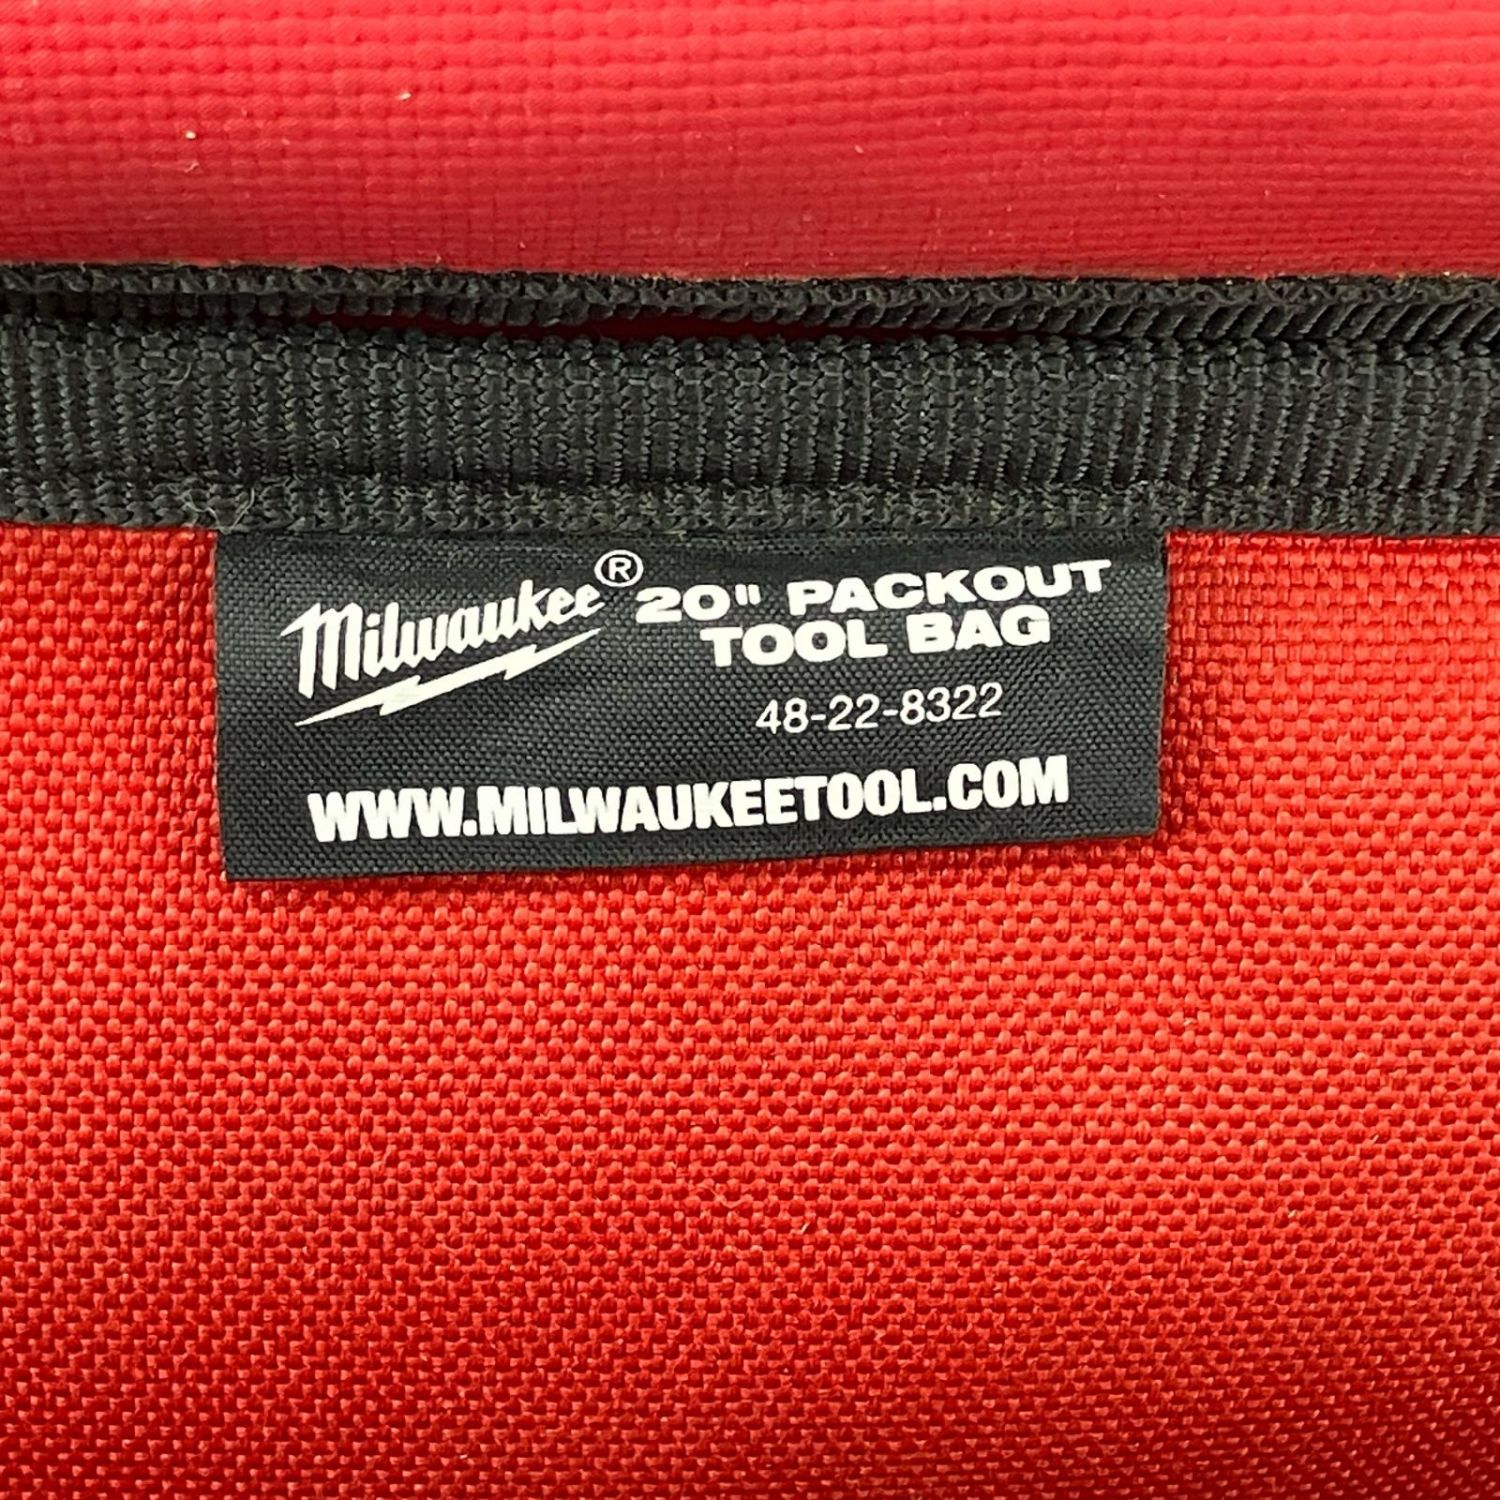 Milwaukee® 20" PACKOUT
TOOL BAG
48-22-8322
WWW.MILWAUKEETOOL.COM